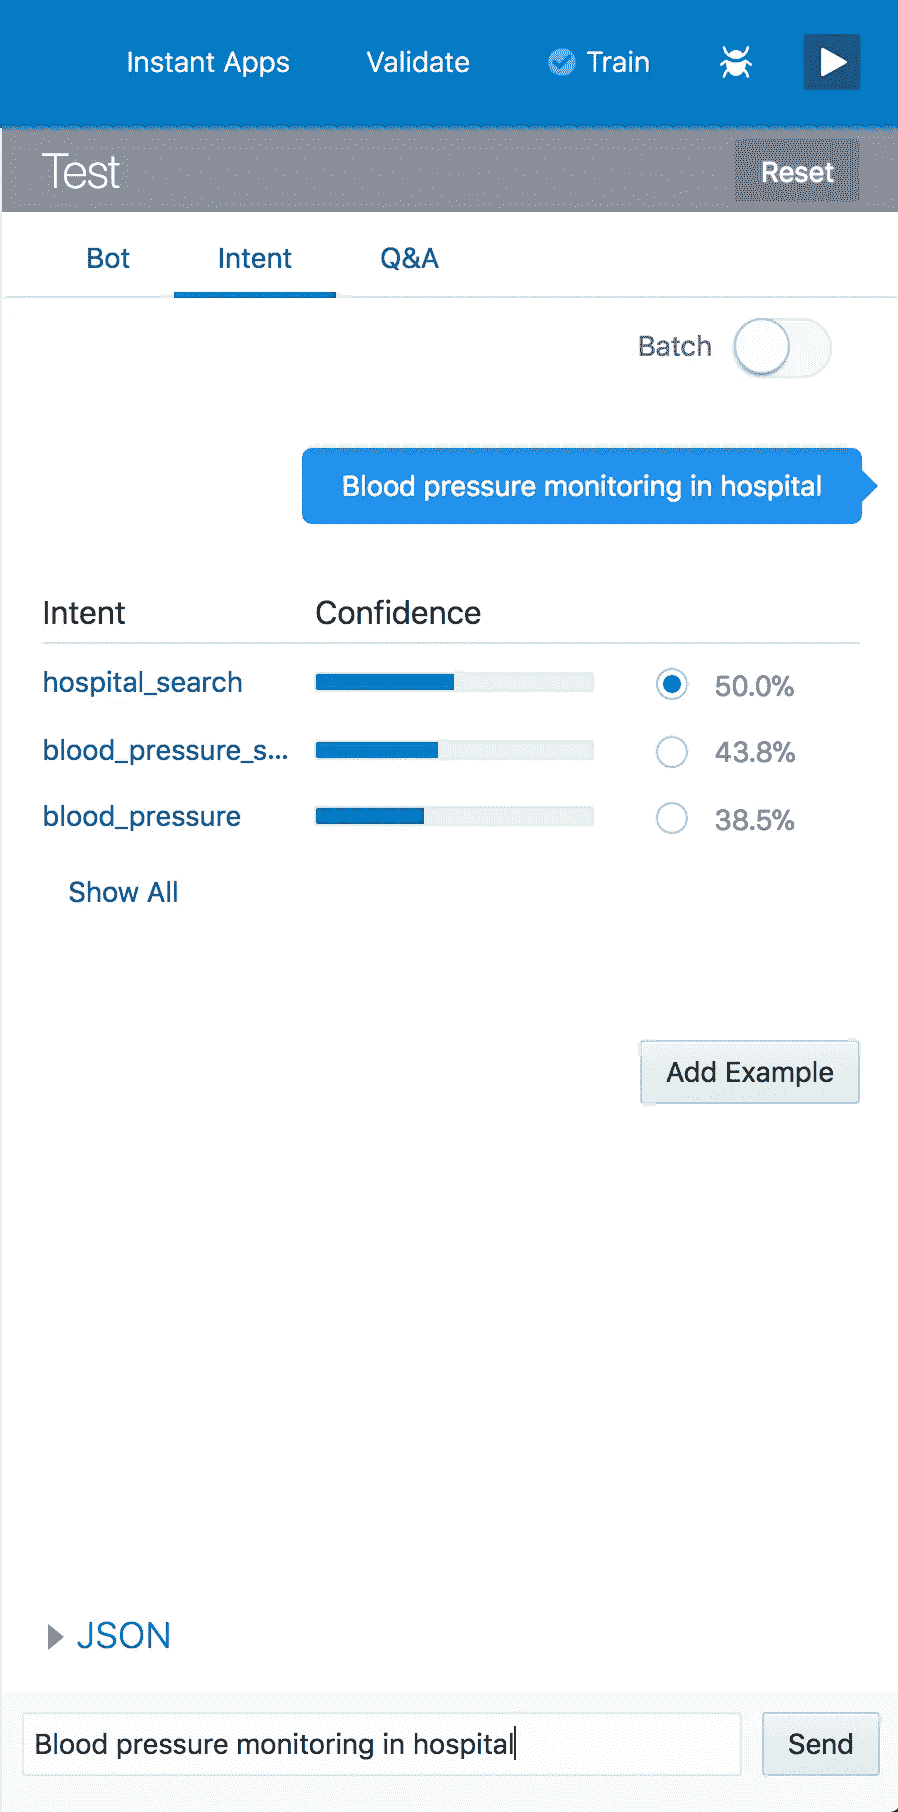 Instant Apps Validate Train
Test Reset
Bot Intent Q&A
Batch
Blood pressure monitoring in hospital
Intent Confidence
hospital_search 50.0%
blood_pressure_s... 43.8%
blood_pressure 38.5%
Show All
Add Example
JSON
Blood pressure monitoring in hospital Send